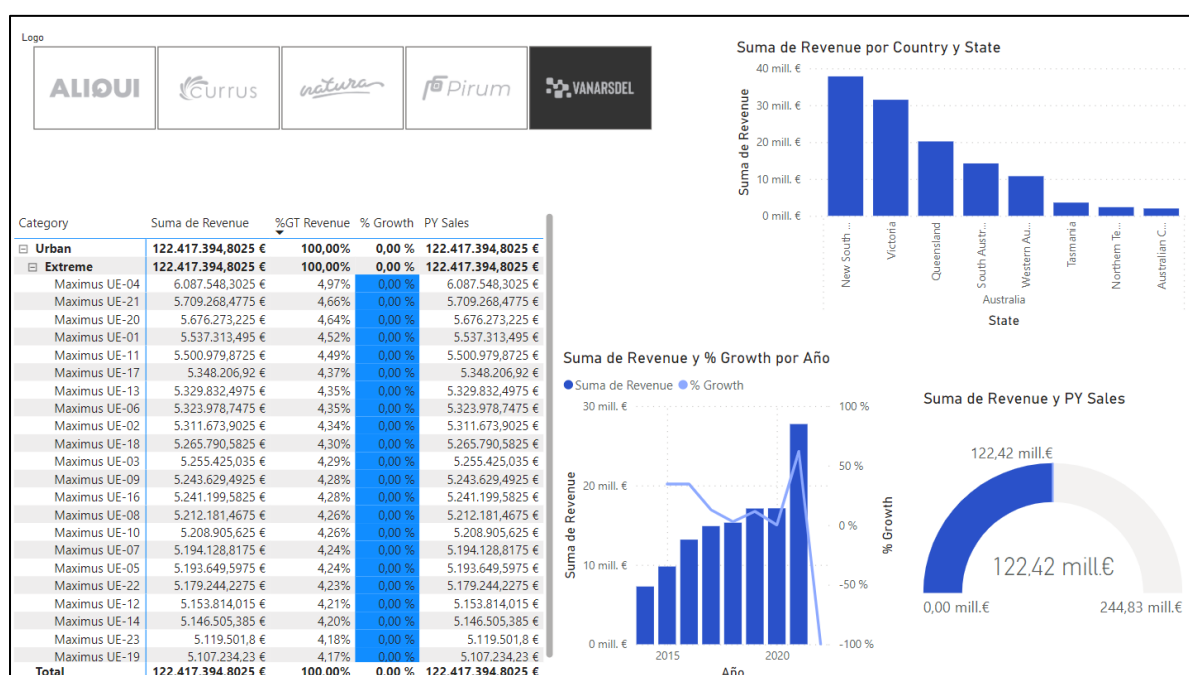 Logo
ALIQUI
Currus
natura
Pirum
VANARSDEL
Category Suma de Revenue %GT Revenue % Growth PY Sales
Urban 122.417.394,8025 € 100,00% 0,00 % 122.417.394,8025 €
Extreme 122.417.394,8025 € 100,00% 0,00 % 122.417.394,8025 €
Maximus UE-04 6.087.548,3025 € 4,97% 0,00 % 6.087.548,3025 €
Maximus UE-21 5.709.268,4775 € 4,66% 0,00 % 5.709.268,4775 €
Maximus UE-20 5.676.273,225 € 4,64% 0,00 % 5.676.273,225 €
Maximus UE-01 5.537.313,495 € 4,52% 0,00 % 5.537.313,495 €
Maximus UE-11 5.500.979,8725 € 4,49% 0,00 % 5.500.979,8725 €
Maximus UE-17 5.348.206,92 € 4,37% 0,00 % 5.348.206,92 €
Maximus UE-13 5.329.832,4975 € 4,35% 0,00 % 5.329.832,4975 €
Maximus UE-06 5.323.978,7475 € 4,35% 0,00 % 5.323.978,7475 €
Maximus UE-02 5.311.673,9025 € 4,34% 0,00 % 5.311.673,9025 €
Maximus UE-18 5.265.790,5825 € 4,30% 0,00 % 5.265.790,5825 €
Maximus UE-03 5.255.425,035 € 4,29% 0,00 % 5.255.425,035 €
Maximus UE-09 5.243.629,4925 € 4,28% 0,00 % 5.243.629,4925 €
Maximus UE-16 5.241.199,5825 € 4,28% 0,00 % 5.241.199,5825 €
Maximus UE-08 5.212.181,4675 € 4,26% 0,00 % 5.212.181,4675 €
Maximus UE-10 5.208.905,625 € 4,26% 0,00 % 5.208.905,625 €
Maximus UE-07 5.194.128,8175 € 4,24% 0,00 % 5.194.128,8175 €
Maximus UE-05 5.193.649,5975 € 4,24% 0,00 % 5.193.649,5975 €
Maximus UE-22 5.179.244,2275 € 4,23% 0,00 % 5.179.244,2275 €
Maximus UE-12 5.153.814,015 € 4,21% 0,00 % 5.153.814,015 €
Maximus UE-14 5.146.505,385 € 4,20% 0,00 % 5.146.505,385 €
Maximus UE-23 5.119.501,8 € 4,18% 0,00 % 5.119.501,8 €
Maximus UE-19 5.107.234,23 € 4,17% 0,00 % 5.107.234,23 €
Total 122.417.394,8025 € 100,00% 0,00 % 122.417.394,8025 €
Suma de Revenue por Country y State
Suma de Revenue
40 mill. €
30 mill. €
20 mill. €
10 mill. €
0 mill. €
New South ...
Victoria
Queensland
South Austr...
Western Au...
Tasmania
Northern Te...
Australian C...
Australia
State
Suma de Revenue y % Growth por Año
Suma de Revenue % Growth
Suma de Revenue
30 mill. €
20 mill. €
10 mill. €
0 mill. €
100 %
50 %
0 %
-50 %
-100 %
% Growth
2015 2020
Año
Suma de Revenue y PY Sales
122,42 mill.€
122,42 mill.€
0,00 mill.€ 244,83 mill.€